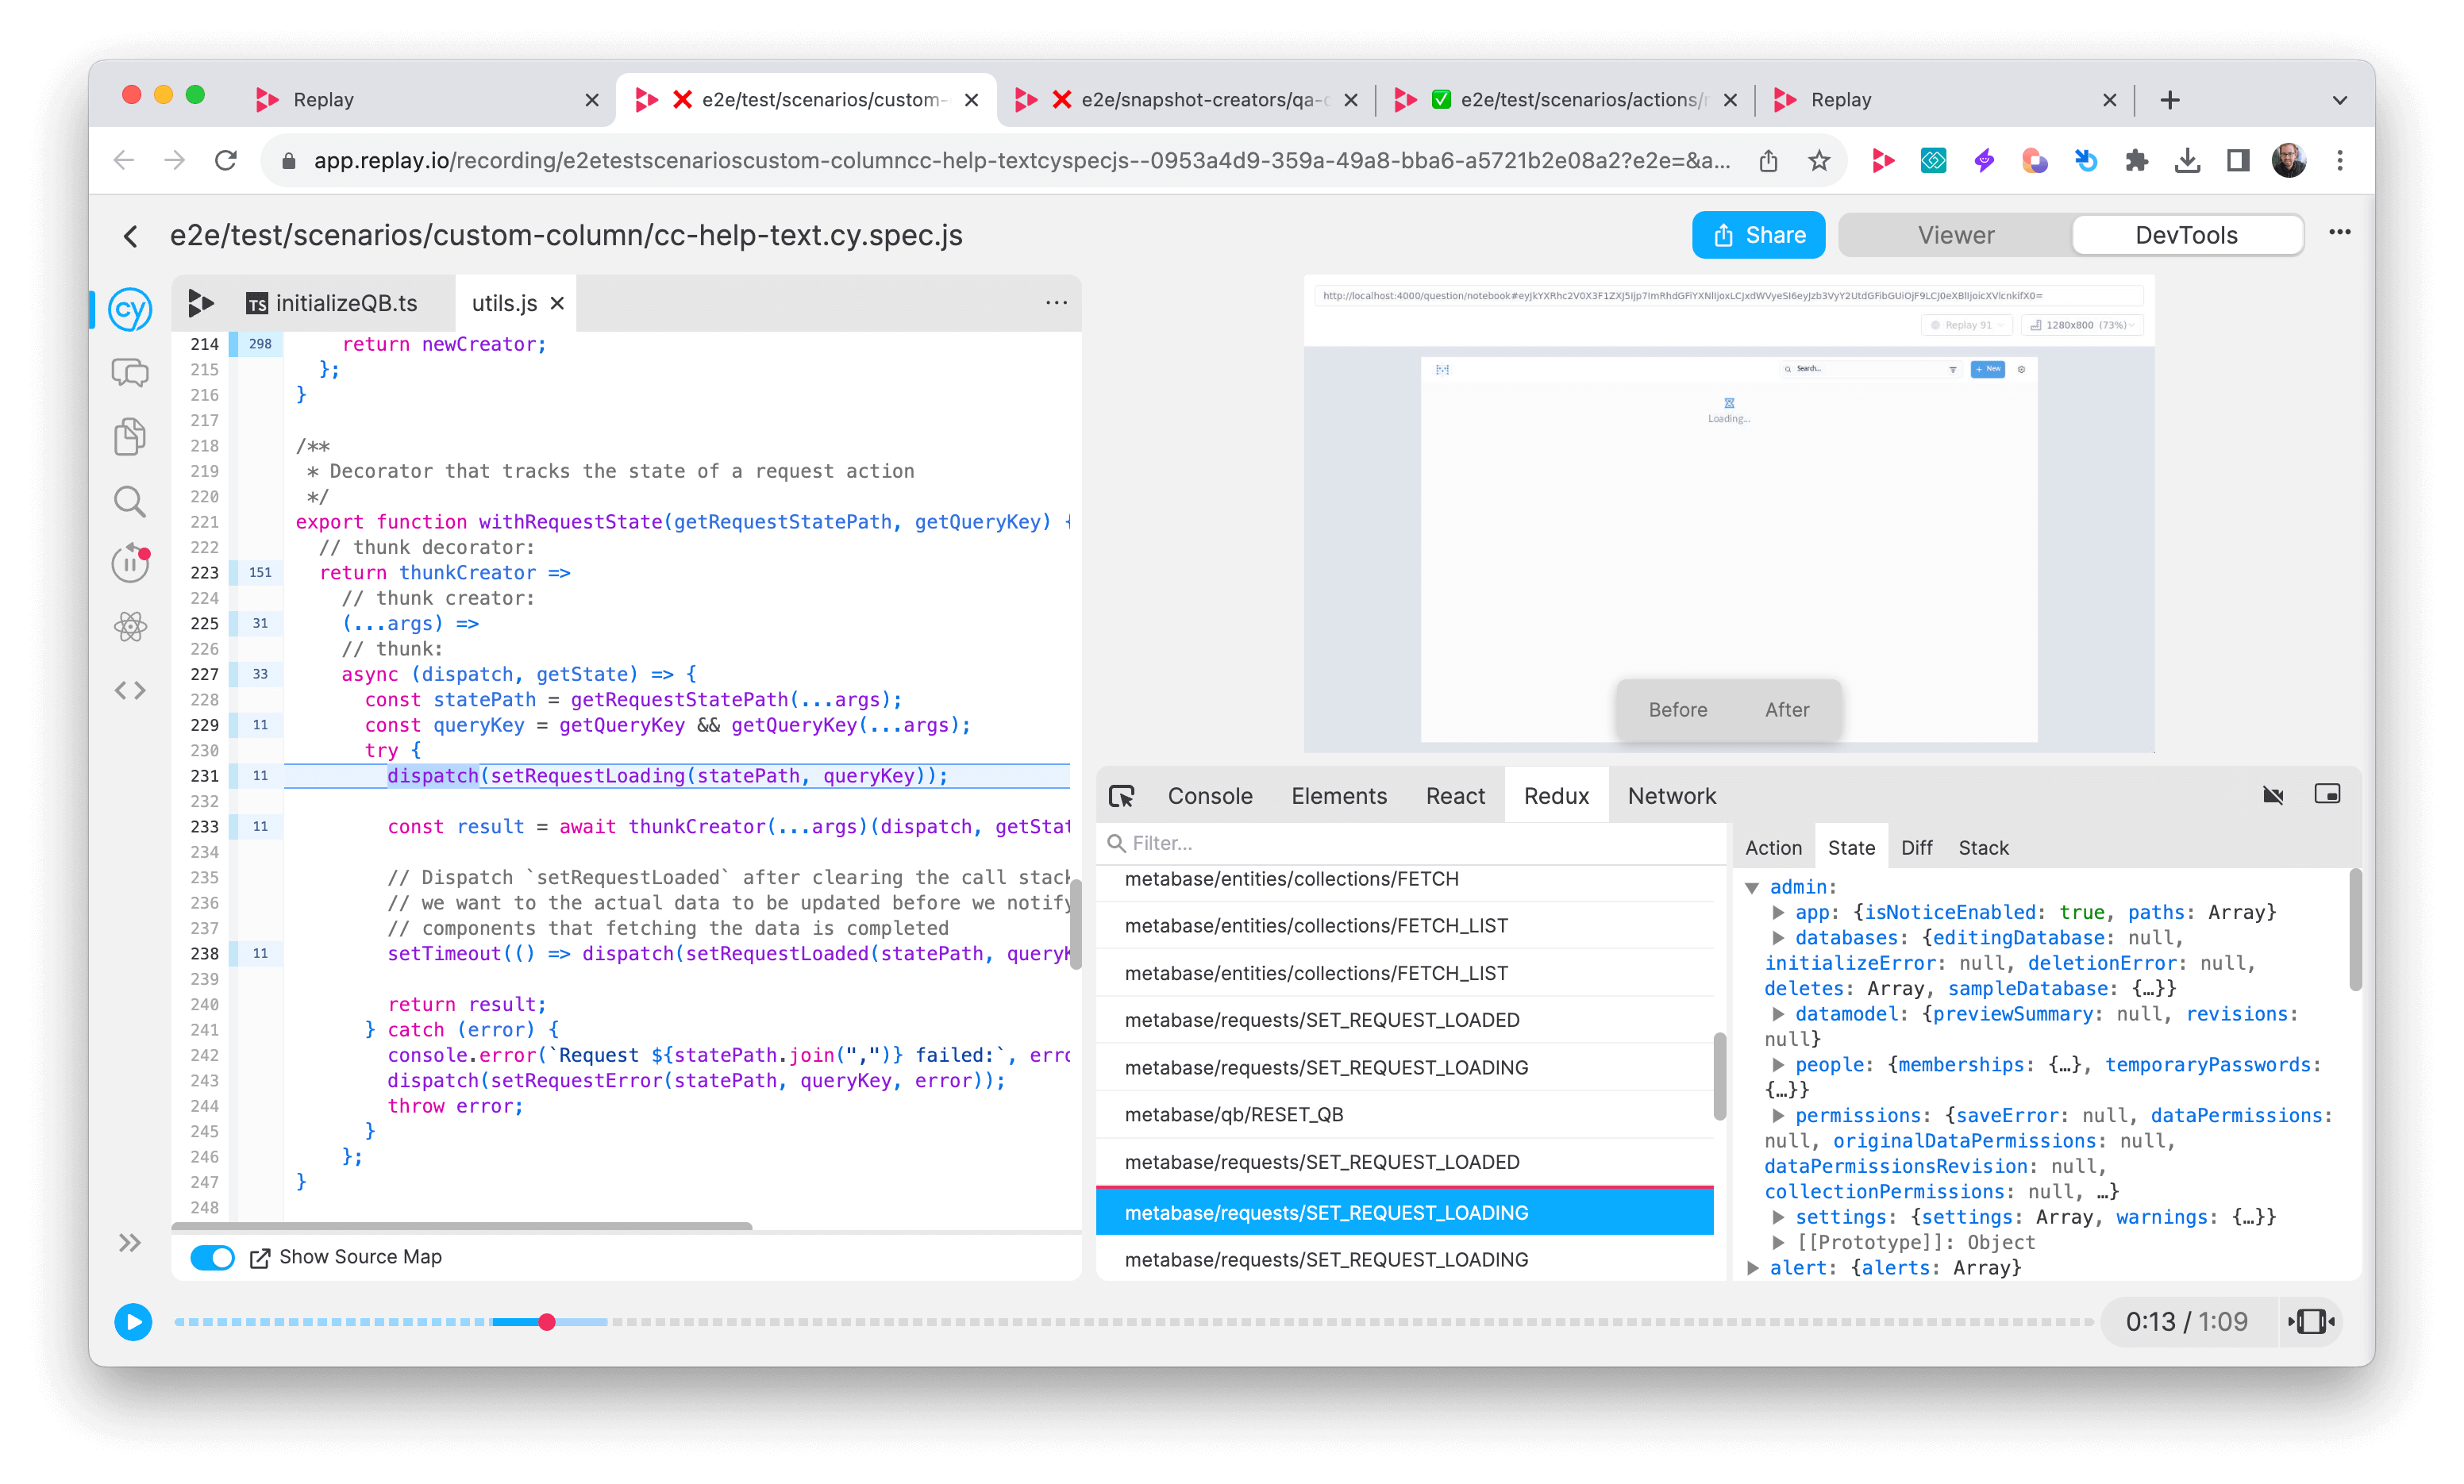 Replay
e2e/test/scenarios/custom-
e2e/snapshot-creators/qa-c
e2e/test/scenarios/actions/r
Replay
app.replay.io/recording/e2etestscenarioscustom-columncc-help-textcyspecjs--0953a4d9-359a-49a8-bba6-a5721b2e08a2?e2e=&a...
e2e/test/scenarios/custom-column/cc-help-text.cy.spec.js
Share
Viewer
DevTools
cy
TS initializeQB.ts
utils.js
214 298 return newCreator;
215 };
216 }
217
218 /**
219 * Decorator that tracks the state of a request action
220 */
221 export function withRequestState(getRequestStatePath, getQueryKey) {
222 // thunk decorator:
223 151 return thunkCreator =>
224 // thunk creator:
225 31 (...args) =>
226 // thunk:
227 33 async (dispatch, getState) => {
228 const statePath = getRequestStatePath(...args);
229 11 const queryKey = getQueryKey && getQueryKey(...args);
230 try {
231 11 dispatch(setRequestLoading(statePath, queryKey));
232
233 11 const result = await thunkCreator(...args)(dispatch, getStat
234
235 // Dispatch `setRequestLoaded` after clearing the call stack
236 // we want to the actual data to be updated before we notify
237 // components that fetching the data is completed
238 11 setTimeout(() => dispatch(setRequestLoaded(statePath, queryK
239
240 return result;
241 } catch (error) {
242 console.error(`Request ${statePath.join(",")} failed:`, erro
243 dispatch(setRequestError(statePath, queryKey, error));
244 throw error;
245 }
246 };
247 }
248
Show Source Map
Replay 91
1280x800 (73%)
Search...
+ New
Loading...
Before
After
Console
Elements
React
Redux
Network
Filter...
metabase/entities/collections/FETCH
metabase/entities/collections/FETCH_LIST
metabase/entities/collections/FETCH_LIST
metabase/requests/SET_REQUEST_LOADED
metabase/requests/SET_REQUEST_LOADING
metabase/qb/RESET_QB
metabase/requests/SET_REQUEST_LOADED
metabase/requests/SET_REQUEST_LOADING
metabase/requests/SET_REQUEST_LOADING
Action
State
Diff
Stack
admin:
app: {isNoticeEnabled: true, paths: Array}
databases: {editingDatabase: null,
initializeError: null, deletionError: null,
deletes: Array, sampleDatabase: {…}}
datamodel: {previewSummary: null, revisions:
null}
people: {memberships: {…}, temporaryPasswords:
{…}}
permissions: {saveError: null, dataPermissions:
null, originalDataPermissions: null,
dataPermissionsRevision: null,
collectionPermissions: null, …}
settings: {settings: Array, warnings: {…}}
[[Prototype]]: Object
alert: {alerts: Array}
0:13 / 1:09